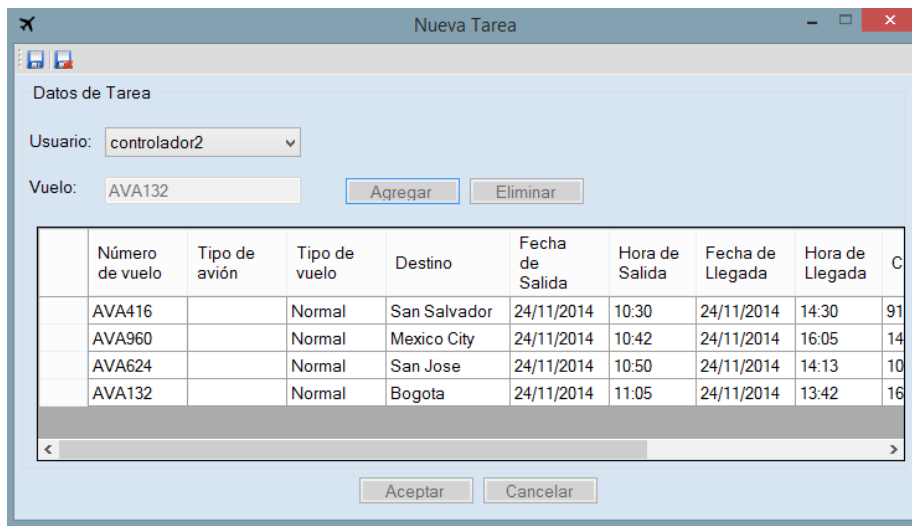 Nueva Tarea
Datos de Tarea
Usuario: controlador2
Vuelo: AVA132 Agregar Eliminar
Número de vuelo Tipo de avión Tipo de vuelo Destino Fecha de Salida Hora de Salida Fecha de Llegada Hora de Llegada C
AVA416 Normal San Salvador 24/11/2014 10:30 24/11/2014 14:30 91
AVA960 Normal Mexico City 24/11/2014 10:42 24/11/2014 16:05 14
AVA624 Normal San Jose 24/11/2014 10:50 24/11/2014 14:13 10
AVA132 Normal Bogota 24/11/2014 11:05 24/11/2014 13:42 16
Aceptar Cancelar